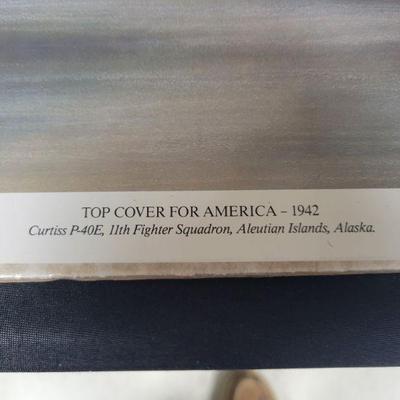 TOP COVER FOR AMERICA – 1942
Curtiss P-40E, 11th Fighter Squadron, Aleutian Islands, Alaska.